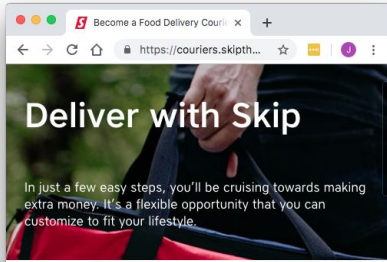 Become a Food Delivery Couri
https://couriers.skipth...
J
Deliver with Skip
In just a few easy steps, you'll be cruising towards making
extra money. It's a flexible opportunity that you can
customize to fit your lifestyle.